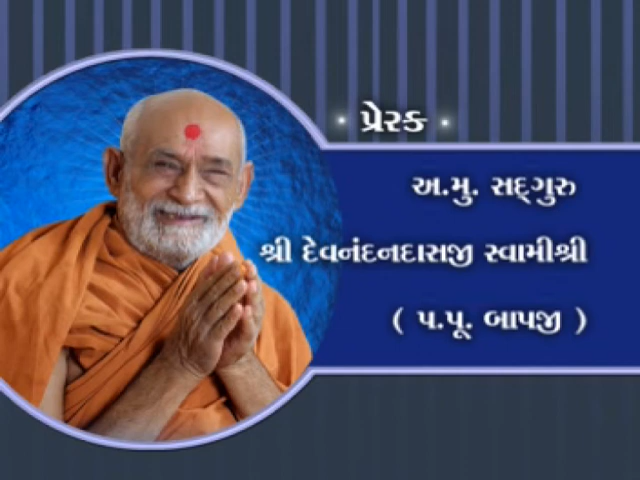 પ્રેરક
અ.મુ. સદ્‌ગુરુ
શ્રી દેવનંદનદાસજી સ્વામીશ્રી
( પ.પૂ. બાપજી )